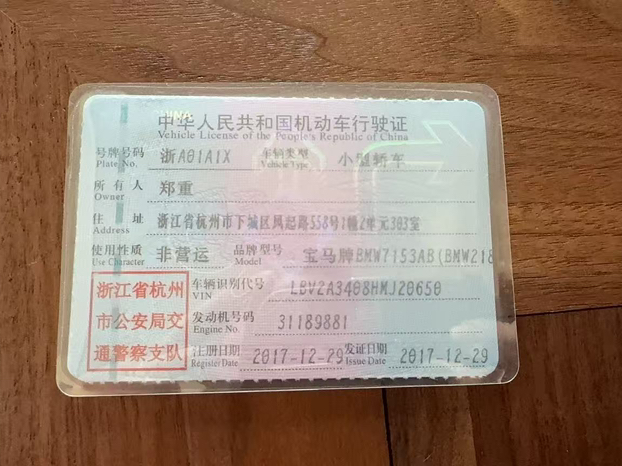 中华人民共和国机动车行驶证
Vehicle License of the People's Republic of China
号牌号码 浙A01A1X 车辆类型 小型轿车
Plate No. Vehicle Type
所有人 郑重
Owner
住址 浙江省杭州市下城区凤起路558号1幢2单元303室
Address
使用性质 非营运 品牌型号 宝马牌BMW7153AB(BMW218
Use Character Model
浙江省杭州
市公安局交
通警察支队
车辆识别代号 LBV2A3408HMJ20650
VIN
发动机号码 31189881
Engine No.
注册日期 2017-12-29 发证日期 2017-12-29
Register Date Issue Date